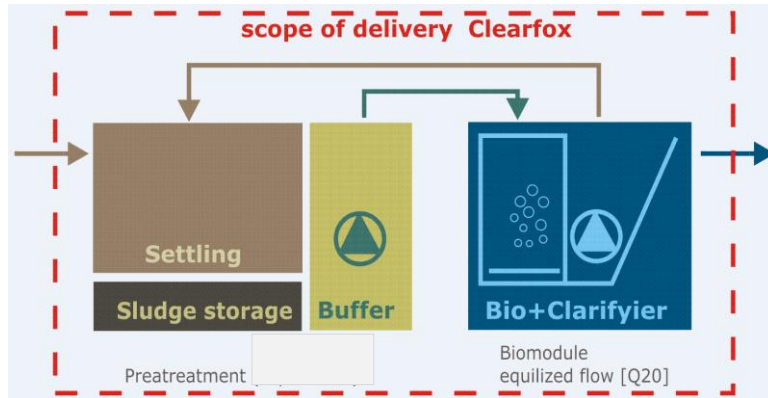 scope of delivery Clearfox
Settling
Sludge storage
Buffer
Bio+Clarifyier
Preatreatment
Biomodule
equilized flow [Q20]